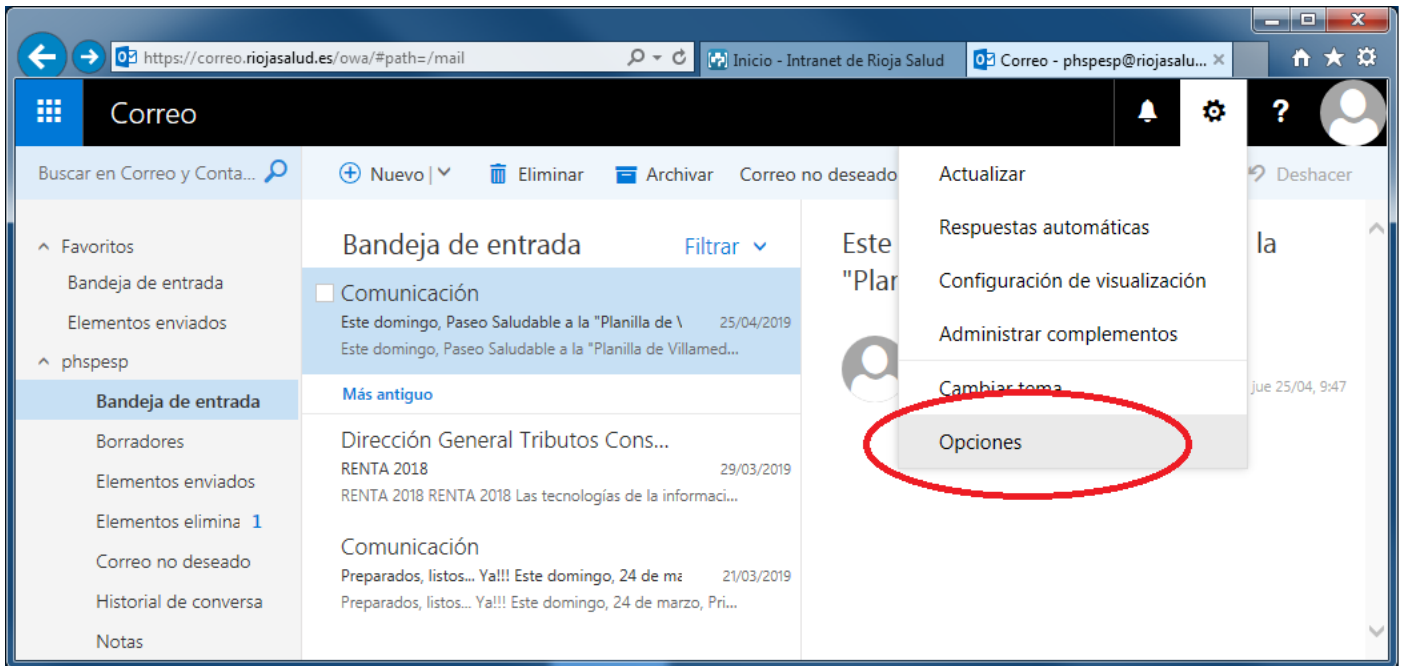 https://correo.riojasalud.es/owa/#path=/mail
Inicio - Intranet de Rioja Salud
Correo - phspesp@riojasalu...
Correo
?
Buscar en Correo y Conta...
Nuevo
Eliminar
Archivar
Correo no deseado
Deshacer
Favoritos
Bandeja de entrada
Elementos enviados
phspesp
Bandeja de entrada
Borradores
Elementos enviados
Elementos elimina 1
Correo no deseado
Historial de conversa
Notas
Bandeja de entrada
Filtrar
Comunicación
Este domingo, Paseo Saludable a la "Planilla de V 25/04/2019
Este domingo, Paseo Saludable a la "Planilla de Villamed...
Más antiguo
Dirección General Tributos Cons...
RENTA 2018 29/03/2019
RENTA 2018 RENTA 2018 Las tecnologías de la informaci...
Comunicación
Preparados, listos... Ya!!! Este domingo, 24 de ma 21/03/2019
Preparados, listos... Ya!!! Este domingo, 24 de marzo, Pri...
Este la
"Plan
jue 25/04, 9:47
Actualizar
Respuestas automáticas
Configuración de visualización
Administrar complementos
Cambiar tema
Opciones